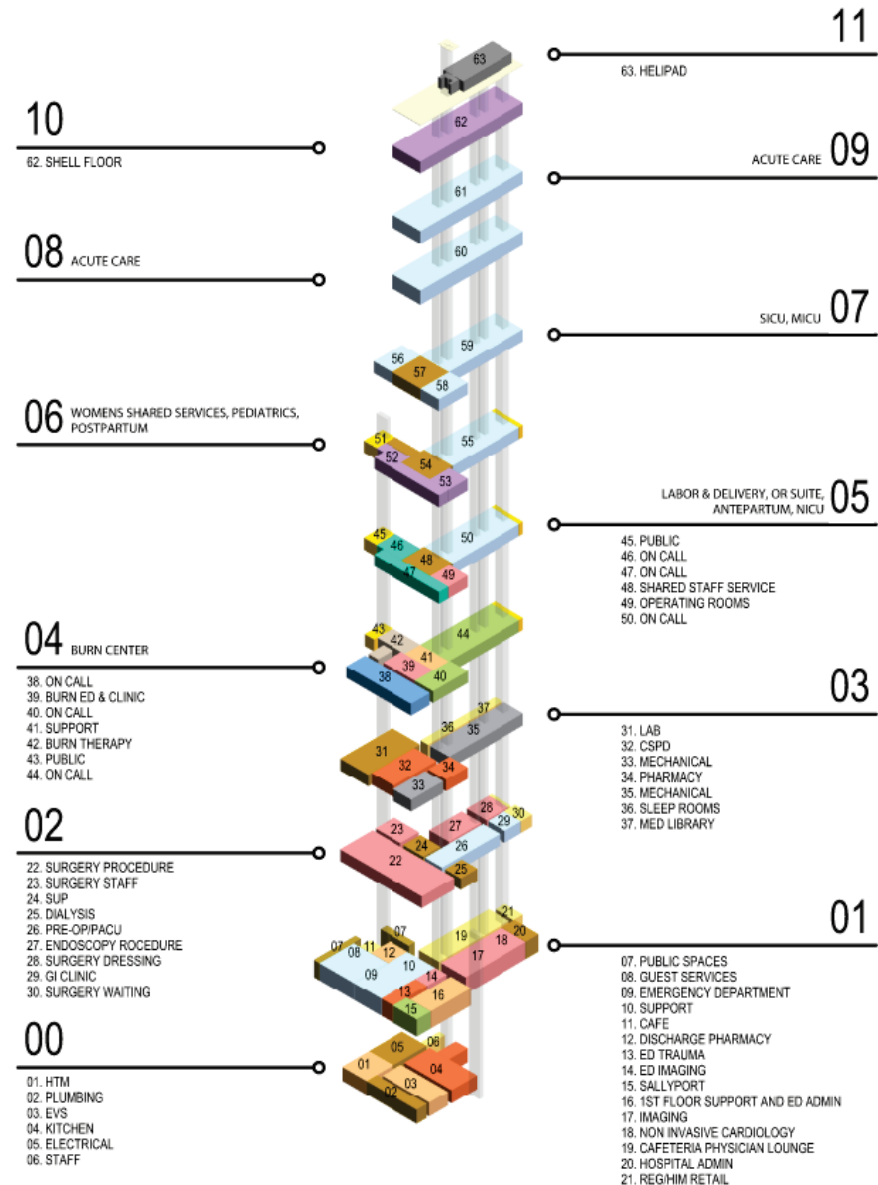 11
63. HELIPAD
63
10
62. SHELL FLOOR
62
ACUTE CARE 09
61
08 ACUTE CARE
60
SICU, MICU 07
59
56
57
58
06 WOMENS SHARED SERVICES, PEDIATRICS,
POSTPARTUM
51
52
54
55
53
LABOR & DELIVERY, OR SUITE,
ANTEPARTUM, NICU 05
45. PUBLIC
46. ON CALL
47. ON CALL
48. SHARED STAFF SERVICE
49. OPERATING ROOMS
50. ON CALL
45
46
50
48
47
49
04 BURN CENTER
38. ON CALL
39. BURN ED & CLINIC
40. ON CALL
41. SUPPORT
42. BURN THERAPY
43. PUBLIC
44. ON CALL
43
42
44
41
39
38
40
03
31. LAB
32. CSPD
33. MECHANICAL
34. PHARMACY
35. MECHANICAL
36. SLEEP ROOMS
37. MED LIBRARY
37
36
35
31
32
34
33
02
22. SURGERY PROCEDURE
23. SURGERY STAFF
24. SUP
25. DIALYSIS
26. PRE-OP/PACU
27. ENDOSCOPY ROCEDURE
28. SURGERY DRESSING
29. GI CLINIC
30. SURGERY WAITING
28
30
23
27
29
24
26
22
25
01
07. PUBLIC SPACES
08. GUEST SERVICES
09. EMERGENCY DEPARTMENT
10. SUPPORT
11. CAFE
12. DISCHARGE PHARMACY
13. ED TRAUMA
14. ED IMAGING
15. SALLYPORT
16. 1ST FLOOR SUPPORT AND ED ADMIN
17. IMAGING
18. NON INVASIVE CARDIOLOGY
19. CAFETERIA PHYSICIAN LOUNGE
20. HOSPITAL ADMIN
21. REG/HIM RETAIL
21
07
20
07
11
19
18
08
12
17
09
10
14
13
16
15
00
01. HTM
02. PLUMBING
03. EVS
04. KITCHEN
05. ELECTRICAL
06. STAFF
06
05
01
04
03
02